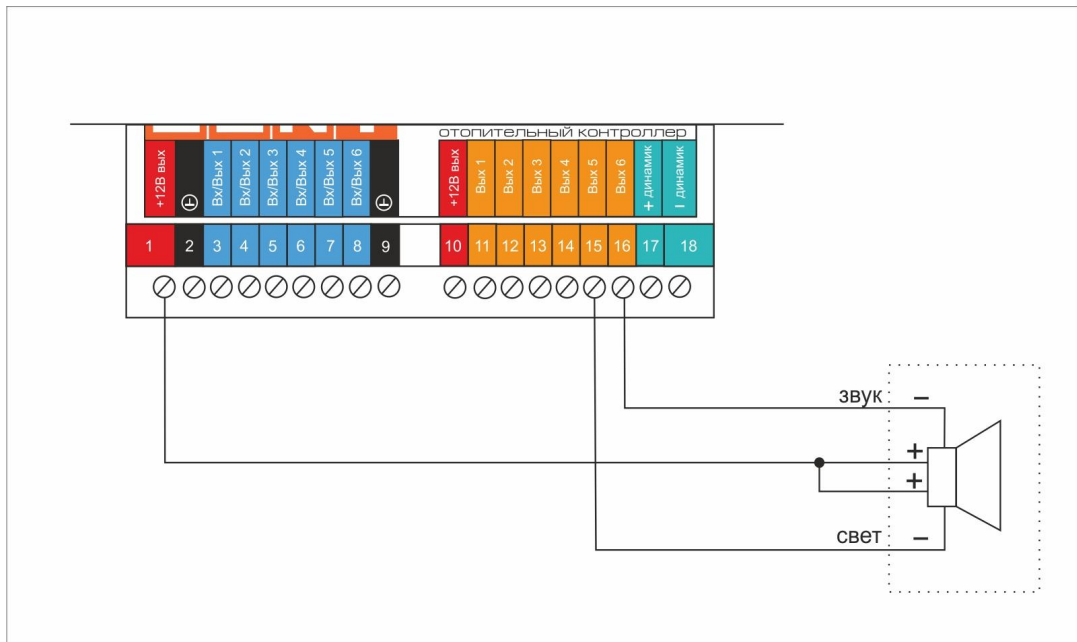 отопительный контроллер
+12В вых
Вх/Вых 1
Вх/Вых 2
Вх/Вых 3
Вх/Вых 4
Вх/Вых 5
Вх/Вых 6
+12В вых
Вых 1
Вых 2
Вых 3
Вых 4
Вых 5
Вых 6
+ динамик
– динамик
1 2 3 4 5 6 7 8 9 10 11 12 13 14 15 16 17 18
звук –
+
+
свет –